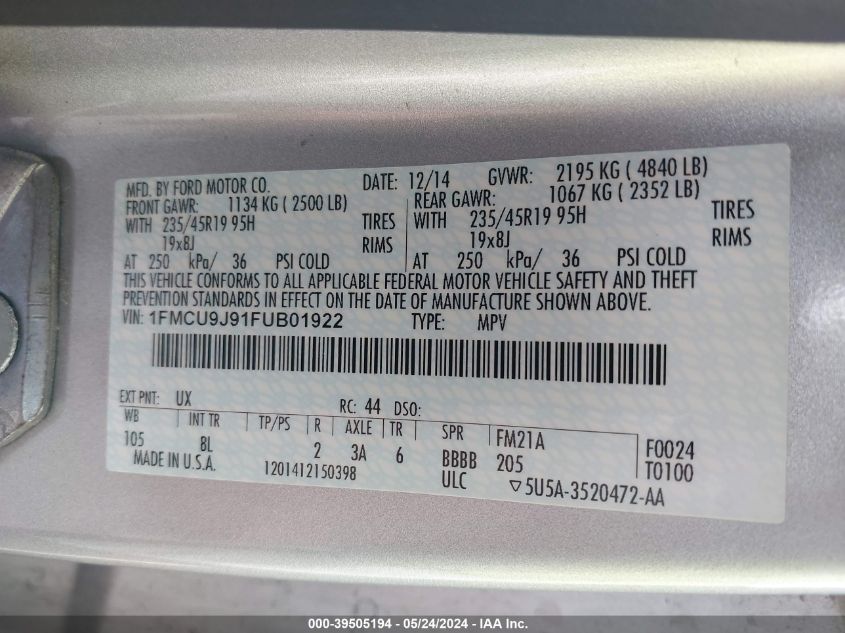 MFD. BY FORD MOTOR CO. DATE: 12/14 GVWR: 2195 KG ( 4840 LB)
FRONT GAWR: 1134 KG ( 2500 LB) REAR GAWR: 1067 KG ( 2352 LB)
WITH 235/45R19 95H TIRES WITH 235/45R19 95H TIRES
19x8J RIMS 19x8J RIMS
AT 250 kPa/ 36 PSI COLD AT 250 kPa/ 36 PSI COLD
THIS VEHICLE CONFORMS TO ALL APPLICABLE FEDERAL MOTOR VEHICLE SAFETY AND THEFT
PREVENTION STANDARDS IN EFFECT ON THE DATE OF MANUFACTURE SHOWN ABOVE.
VIN: 1FMCU9J91FUB01922 TYPE: MPV
EXT PNT: UX RC: 44 DSO:
WB INT TR TP/PS R AXLE TR SPR FM21A F0024
105 8L 2 3A 6 BBBB 205 T0100
MADE IN U.S.A. 1201412150398 ULC ▽5U5A-3520472-AA
000-39505194 - 05/24/2024 - IAA Inc.